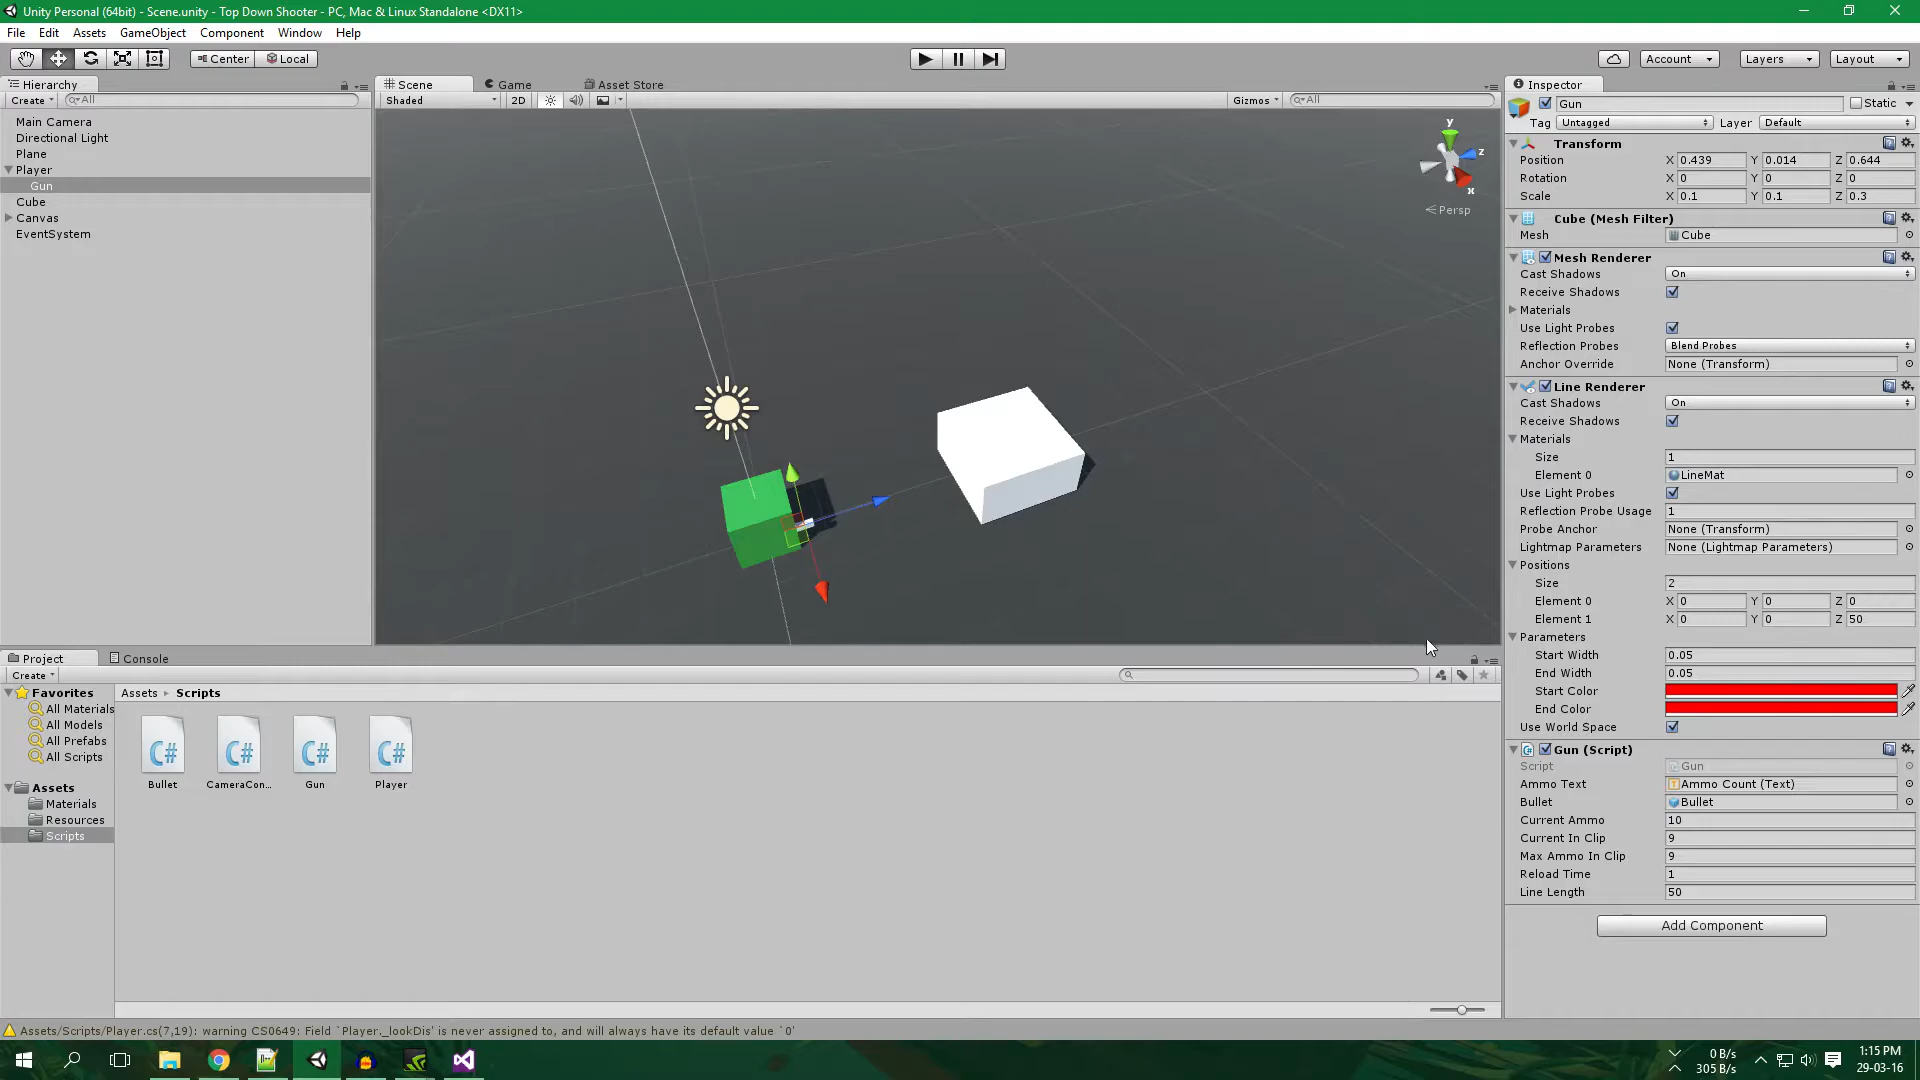 Unity Personal (64bit) - Scene.unity - Top Down Shooter - PC, Mac & Linux Standalone <DX11>
File Edit Assets GameObject Component Window Help
Center Local
Account Layers Layout
Hierarchy
Create All
Main Camera
Directional Light
Plane
Player
Gun
Cube
Canvas
EventSystem
Scene Game Asset Store
Shaded 2D Gizmos All
y
z
x
Persp
Inspector
Gun Static
Tag Untagged Layer Default
Transform
Position X 0.439 Y 0.014 Z 0.644
Rotation X 0 Y 0 Z 0
Scale X 0.1 Y 0.1 Z 0.3
Cube (Mesh Filter)
Mesh Cube
Mesh Renderer
Cast Shadows On
Receive Shadows
Materials
Use Light Probes
Reflection Probes Blend Probes
Anchor Override None (Transform)
Line Renderer
Cast Shadows On
Receive Shadows
Materials
Size 1
Element 0 LineMat
Use Light Probes
Reflection Probe Usage 1
Probe Anchor None (Transform)
Lightmap Parameters None (Lightmap Parameters)
Positions
Size 2
Element 0 X 0 Y 0 Z 0
Element 1 X 0 Y 0 Z 50
Parameters
Start Width 0.05
End Width 0.05
Start Color
End Color
Use World Space
Gun (Script)
Script Gun
Ammo Text Ammo Count (Text)
Bullet Bullet
Current Ammo 10
Current In Clip 9
Max Ammo In Clip 9
Reload Time 1
Line Length 50
Add Component
Project Console
Create
Favorites
All Materials
All Models
All Prefabs
All Scripts
Assets
Materials
Resources
Scripts
Assets Scripts
C# C# C# C#
Bullet CameraCon... Gun Player
Assets/Scripts/Player.cs(7,19): warning CS0649: Field `Player._lookDis' is never assigned to, and will always have its default value `0'
0 B/s
305 B/s
1:15 PM
29-03-16